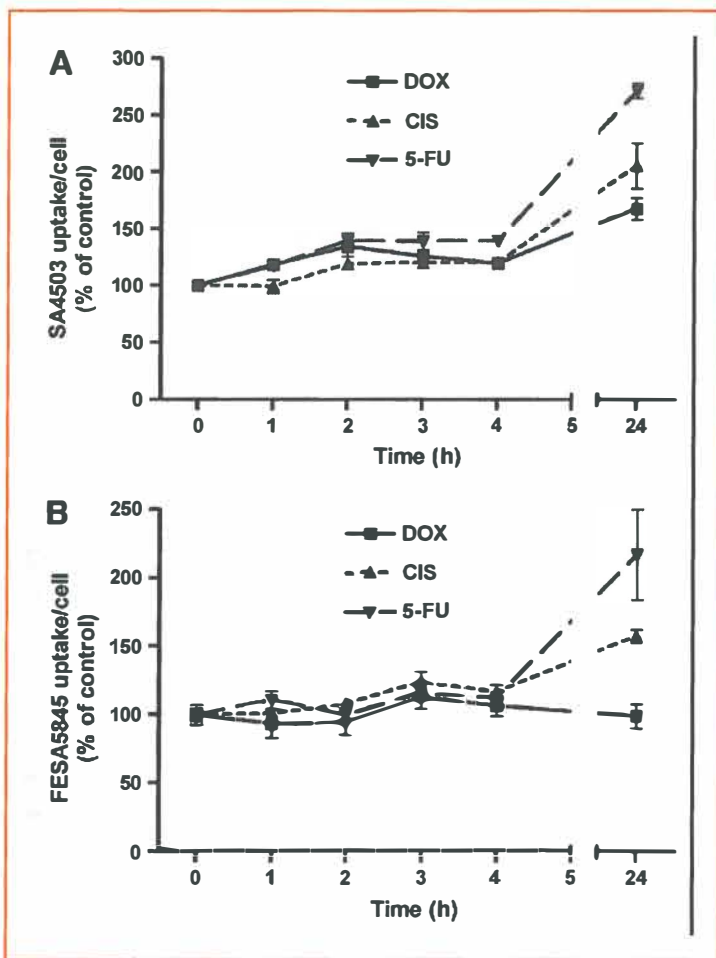 A
SA4503 uptake/cell
(% of control)
300
250
200
150
100
50
0
DOX
CIS
5-FU
0 1 2 3 4 5 24
Time (h)
B
FESA5845 uptake/cell
(% of control)
250
200
150
100
50
0
DOX
CIS
5-FU
0 1 2 3 4 5 24
Time (h)